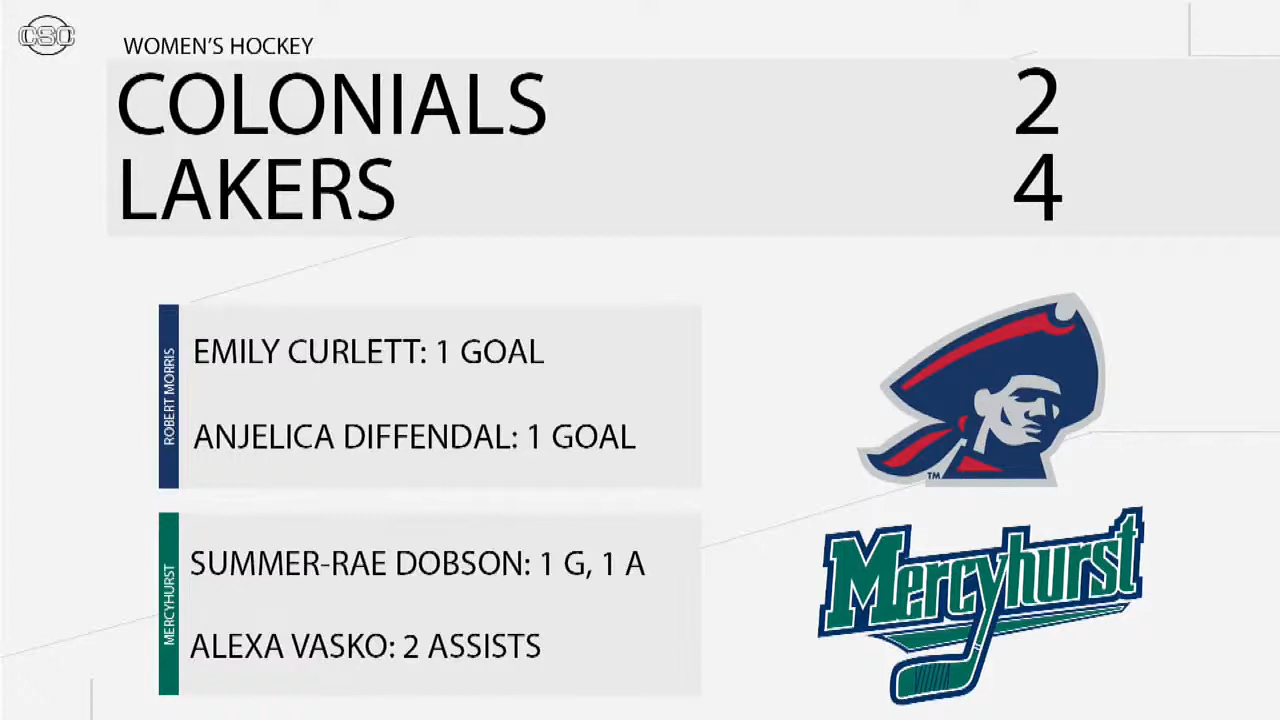 CSC
WOMEN'S HOCKEY
COLONIALS 2
LAKERS 4
ROBERT MORRIS
EMILY CURLETT: 1 GOAL
ANJELICA DIFFENDAL: 1 GOAL
TM
MERCYHURST
SUMMER-RAE DOBSON: 1 G, 1 A
ALEXA VASKO: 2 ASSISTS
Mercyhurst